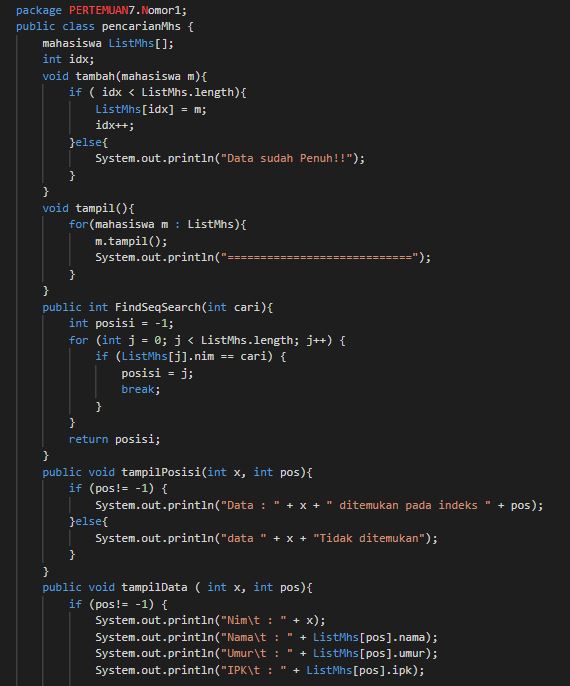 package PERTEMUAN7.Nomor1;
public class pencarianMhs {
    mahasiswa ListMhs[];
    int idx;
    void tambah(mahasiswa m){
        if ( idx < ListMhs.length){
            ListMhs[idx] = m;
            idx++;
        }else{
            System.out.println("Data sudah Penuh!!");
        }
    }
    void tampil(){
        for(mahasiswa m : ListMhs){
            m.tampil();
            System.out.println("============================");
        }
    }
    public int FindSeqSearch(int cari){
        int posisi = -1;
        for (int j = 0; j < ListMhs.length; j++) {
            if (ListMhs[j].nim == cari) {
                posisi = j;
                break;
            }
        }
        return posisi;
    }
    public void tampilPosisi(int x, int pos){
        if (pos!= -1) {
            System.out.println("Data : " + x + " ditemukan pada indeks " + pos);
        }else{
            System.out.println("data " + x + "Tidak ditemukan");
        }
    }
    public void tampilData ( int x, int pos){
        if (pos!= -1) {
            System.out.println("Nim\t : " + x);
            System.out.println("Nama\t : " + ListMhs[pos].nama);
            System.out.println("Umur\t : " + ListMhs[pos].umur);
            System.out.println("IPK\t : " + ListMhs[pos].ipk);